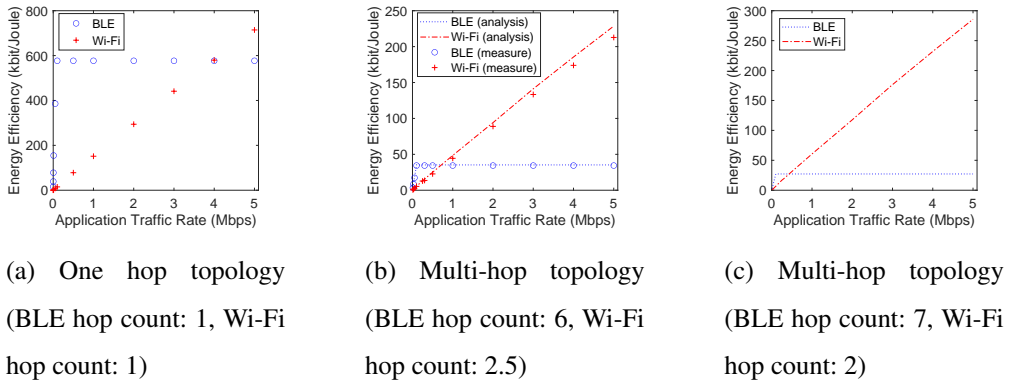 Energy Efficiency (kbit/Joule)
800
600
400
200
0
BLE
Wi-Fi
0 1 2 3 4 5
Application Traffic Rate (Mbps)
(a) One hop topology
(BLE hop count: 1, Wi-Fi
hop count: 1)
Energy Efficiency (kbit/Joule)
250
200
150
100
50
0
BLE (analysis)
Wi-Fi (analysis)
BLE (measure)
Wi-Fi (measure)
0 1 2 3 4 5
Application Traffic Rate (Mbps)
(b) Multi-hop topology
(BLE hop count: 6, Wi-Fi
hop count: 2.5)
Energy Efficiency (kbit/Joule)
300
250
200
150
100
50
0
BLE
Wi-Fi
0 1 2 3 4 5
Application Traffic Rate (Mbps)
(c) Multi-hop topology
(BLE hop count: 7, Wi-Fi
hop count: 2)